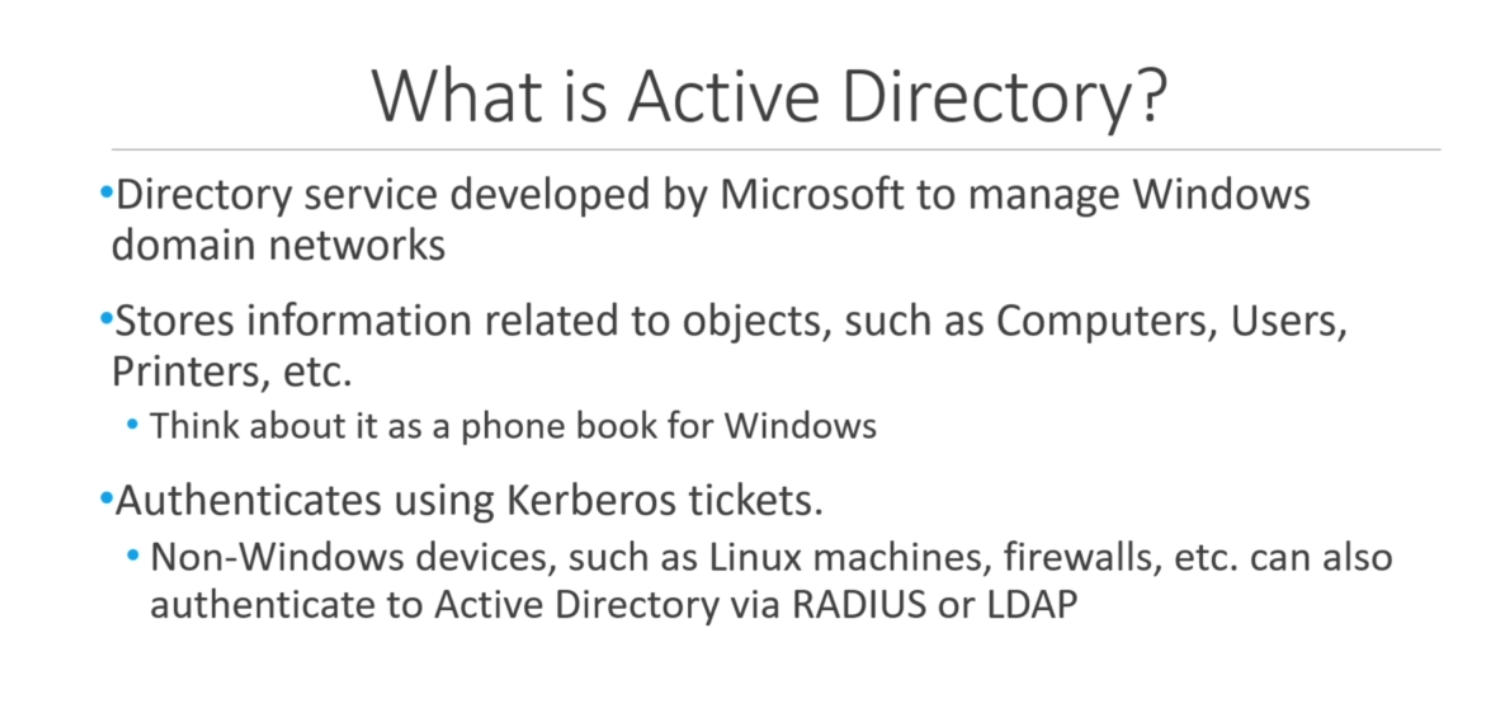 What is Active Directory?
•Directory service developed by Microsoft to manage Windows
domain networks
•Stores information related to objects, such as Computers, Users,
Printers, etc.
• Think about it as a phone book for Windows
•Authenticates using Kerberos tickets.
• Non-Windows devices, such as Linux machines, firewalls, etc. can also
authenticate to Active Directory via RADIUS or LDAP